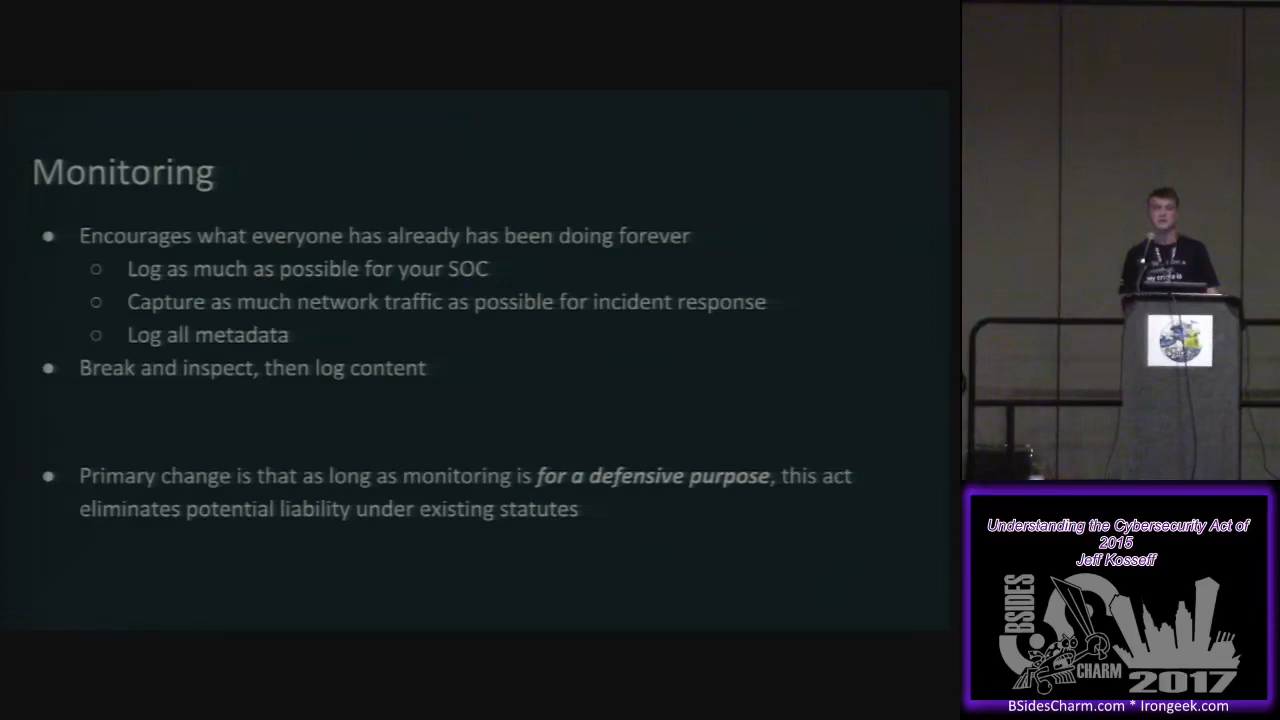 Monitoring
● Encourages what everyone has already has been doing forever
○ Log as much as possible for your SOC
○ Capture as much network traffic as possible for incident response
○ Log all metadata
● Break and inspect, then log content
● Primary change is that as long as monitoring is for a defensive purpose, this act
eliminates potential liability under existing statutes
Understanding the Cybersecurity Act of
2015
Jeff Kosseff
BSIDES
CHARM
2017
BSidesCharm.com * Irongeek.com